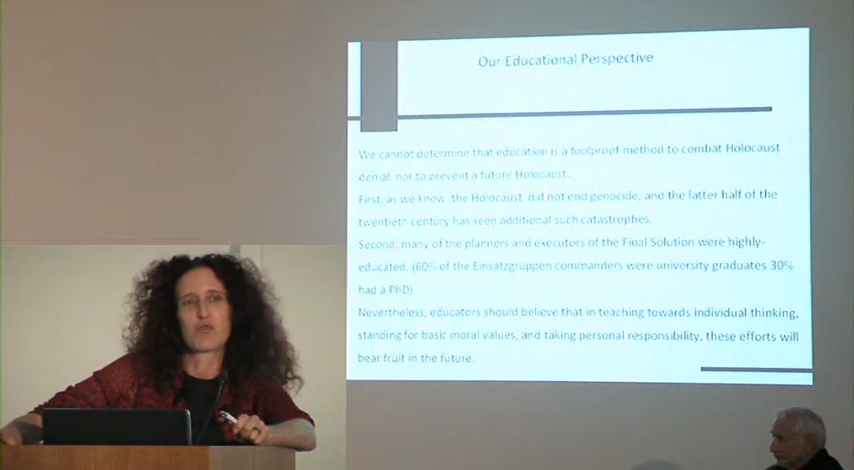 Our Educational Perspective
We cannot determine that education is a foolproof method to combat Holocaust
denial, nor to prevent a future Holocaust.
First, as we know, the Holocaust did not end genocide, and the latter half of the
twentieth century has seen additional such catastrophes.
Second, many of the planners and executors of the Final Solution were highly-
educated. (60% of the Einsatzgruppen commanders were university graduates 30%
had a PhD)
Nevertheless, educators should believe that in teaching towards individual thinking,
standing for basic moral values, and taking personal responsibility, these efforts will
bear fruit in the future.